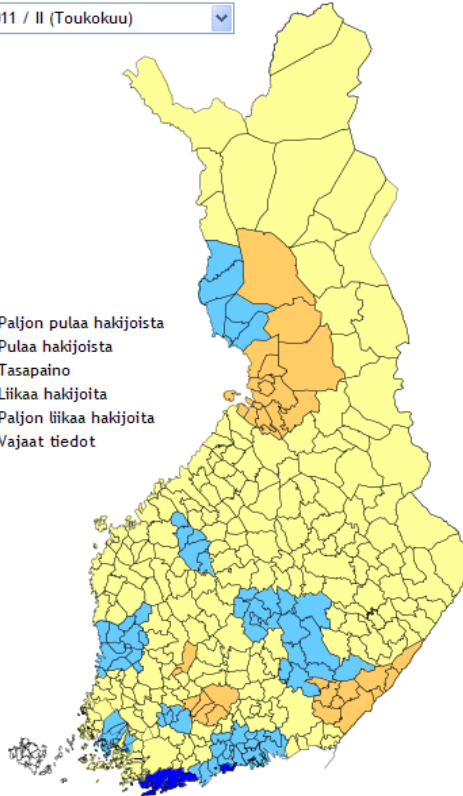 11 / II (Toukokuu)
Paljon pulaa hakijoista
Pulaa hakijoista
Tasapaino
Liikaa hakijoita
Paljon liikaa hakijoita
Vajaat tiedot